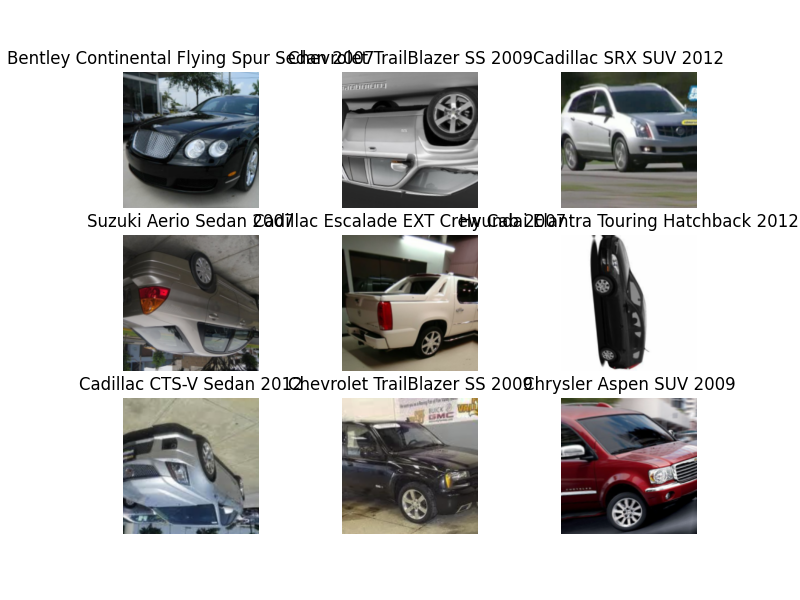 Bentley Continental Flying Spur Sedan 2007
Chevrolet TrailBlazer SS 2009
Cadillac SRX SUV 2012
Suzuki Aerio Sedan 2007
Cadillac Escalade EXT Crew Cab 2007
Hyundai Elantra Touring Hatchback 2012
Cadillac CTS-V Sedan 2012
Chevrolet TrailBlazer SS 2009
Chrysler Aspen SUV 2009
BUICK
GMC